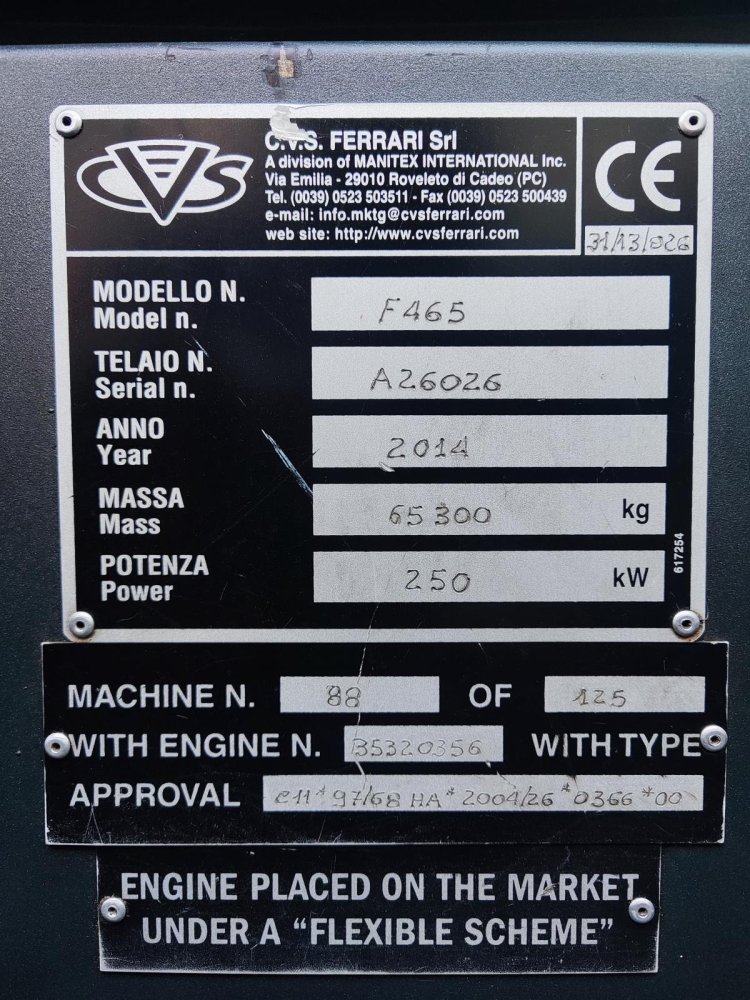 CVS
C.V.S. FERRARI Srl
A division of MANITEX INTERNATIONAL Inc.
Via Emilia - 29010 Roveleto di Cadeo (PC)
Tel. (0039) 0523 503511 - Fax (0039) 0523 500439
e-mail: info.mktg@cvsferrari.com
web site: http://www.cvsferrari.com
CE
31/13/026
MODELLO N.
Model n.
F465
TELAIO N.
Serial n.
A26026
ANNO
Year
2014
MASSA
Mass
65300 kg
POTENZA
Power
250 kW
617254
MACHINE N. 88 OF 125
WITH ENGINE N. 35320356 WITH TYPE
APPROVAL e11*97/68HA*2004/26*0366*00
ENGINE PLACED ON THE MARKET
UNDER A “FLEXIBLE SCHEME”